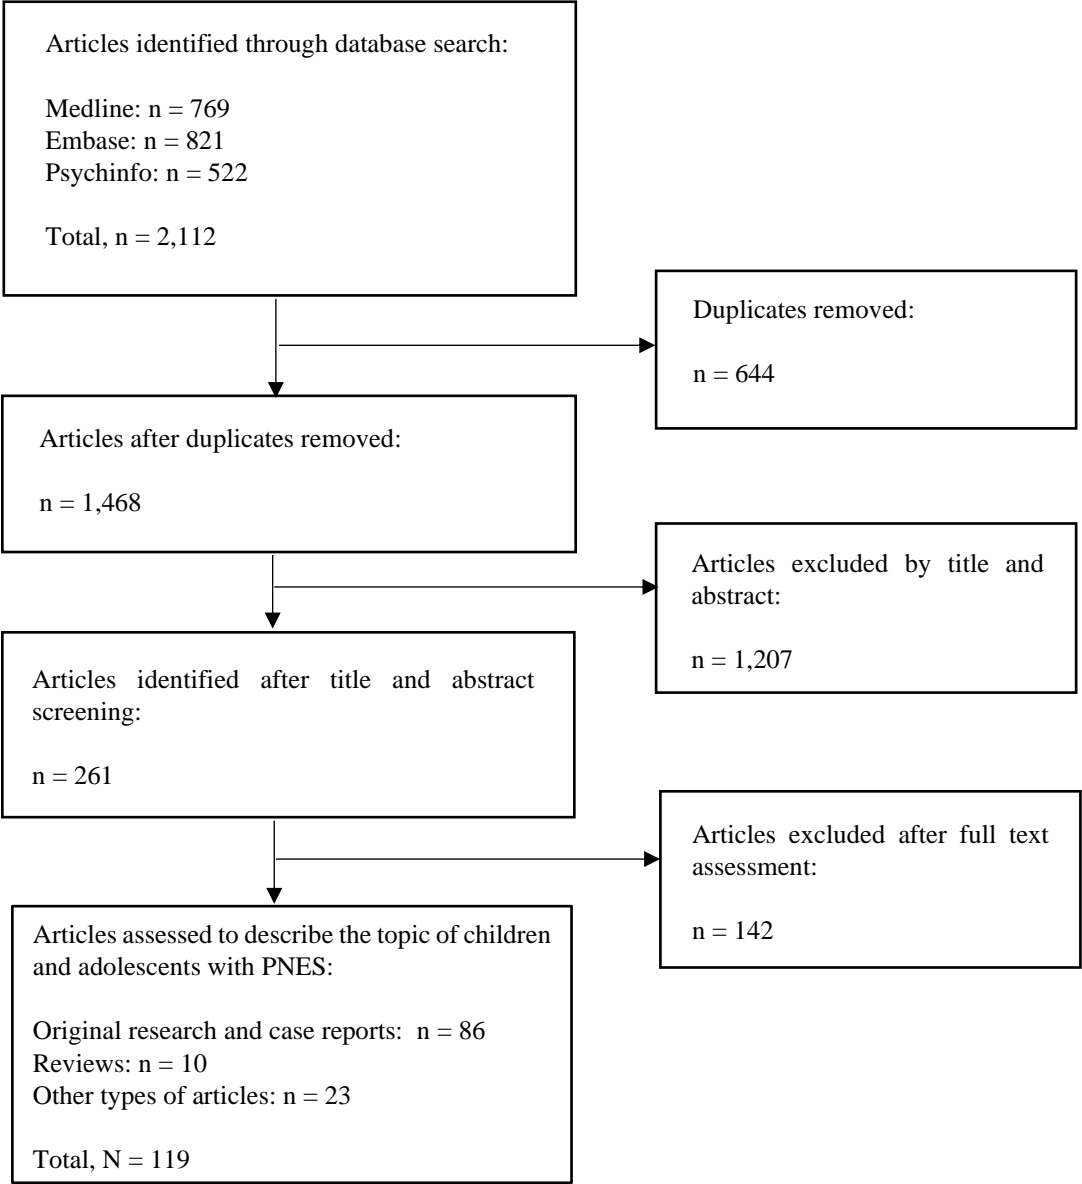 Articles identified through database search:
Medline: n = 769
Embase: n = 821
Psychinfo: n = 522
Total, n = 2,112
Duplicates removed:
n = 644
Articles after duplicates removed:
n = 1,468
Articles excluded by title and
abstract:
n = 1,207
Articles identified after title and abstract
screening:
n = 261
Articles excluded after full text
assessment:
n = 142
Articles assessed to describe the topic of children
and adolescents with PNES:
Original research and case reports: n = 86
Reviews: n = 10
Other types of articles: n = 23
Total, N = 119